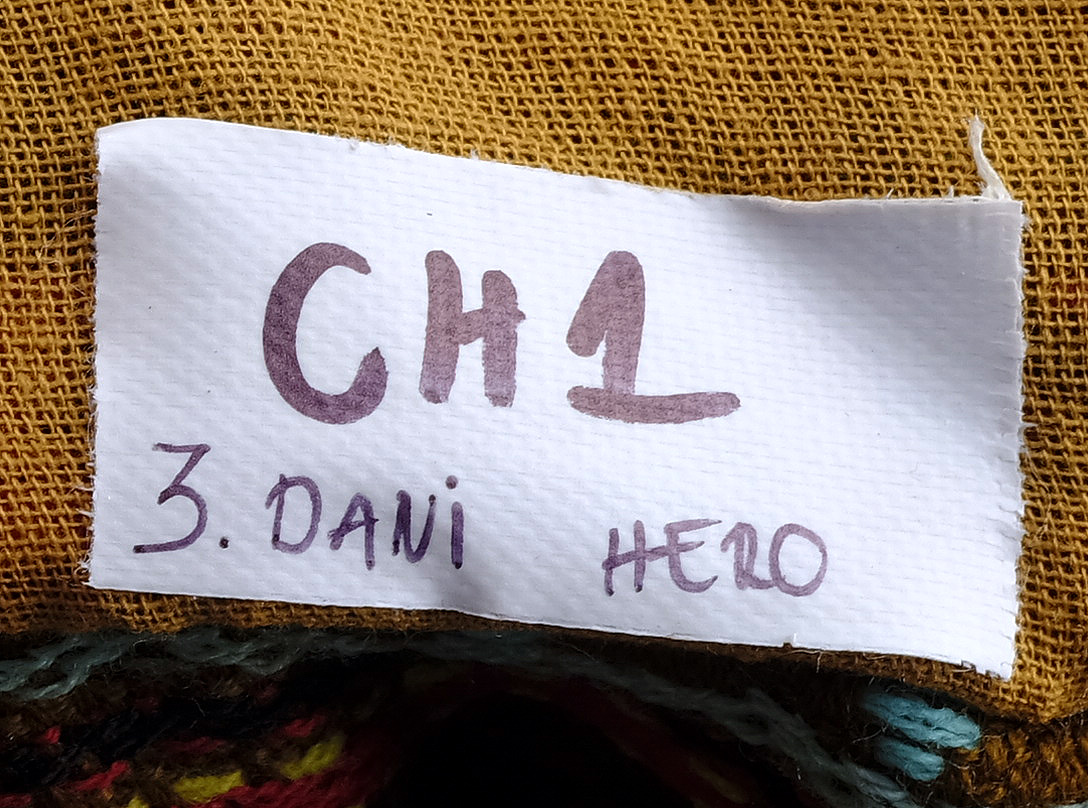 CH1
3. DANi HERO